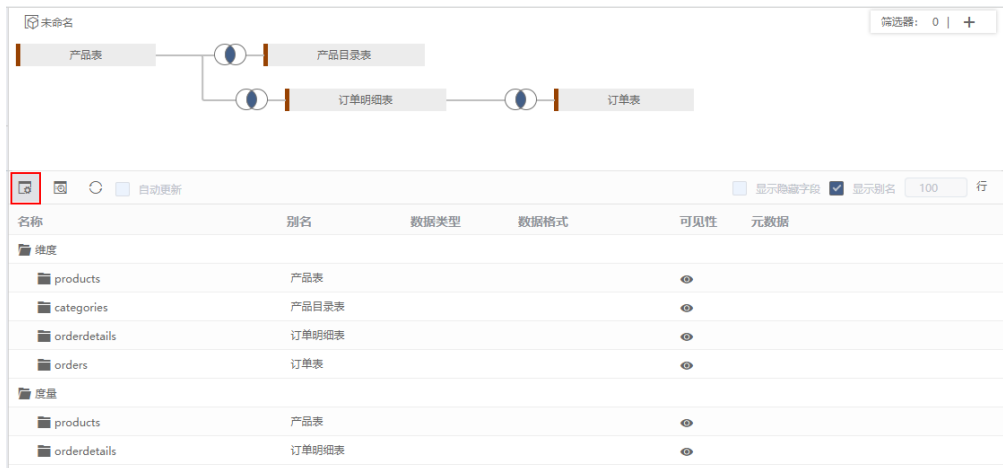 未命名
筛选器： 0 | +
产品表 产品目录表
订单明细表 订单表
自动更新 显示隐藏字段 显示别名 100 行
名称 别名 数据类型 数据格式 可见性 元数据
维度
products 产品表
categories 产品目录表
orderdetails 订单明细表
orders 订单表
度量
products 产品表
orderdetails 订单明细表